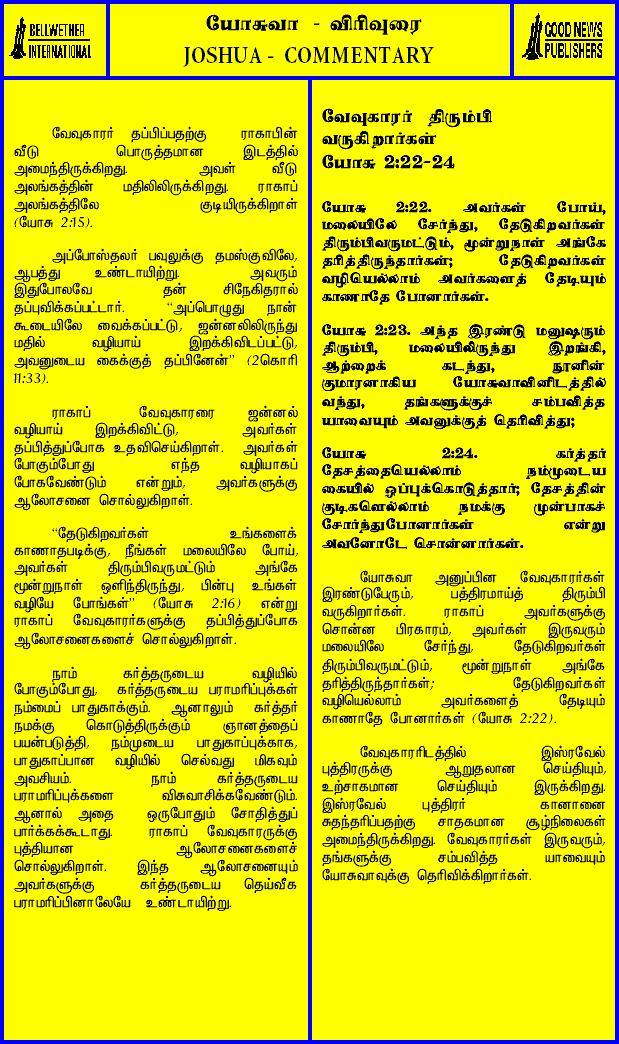 BELLWETHER
INTERNATIONAL
யோசுவா - விரிவுரை
JOSHUA - COMMENTARY
GOOD NEWS
PUBLISHERS
வேவுகாரர் தப்பிப்பதற்கு ராகாபின்
வீடு பொருத்தமான இடத்தில்
அமைந்திருக்கிறது. அவள் வீடு
அலங்கத்தின் மதிலிலிருக்கிறது. ராகாப்
அலங்கத்திலே குடியிருக்கிறாள்
(யோசு 2:15).
அப்போஸ்தலர் பவுலுக்கு தமஸ்குவிலே,
ஆபத்து உண்டாயிற்று. அவரும்
இதுபோலவே தன் சிநேகிதரால்
தப்புவிக்கப்பட்டார். “அப்பொழுது நான்
கூடையிலே வைக்கப்பட்டு, ஜன்னலிலிருந்து
மதில் வழியாய் இறக்கிவிடப்பட்டு,
அவனுடைய கைக்குத் தப்பினேன்” (2கொரி
11:33).
ராகாப் வேவுகாரரை ஜன்னல்
வழியாய் இறக்கிவிட்டு, அவர்கள்
தப்பித்துப்போக உதவிசெய்கிறாள். அவர்கள்
போகும்போது எந்த வழியாகப்
போகவேண்டும் என்றும், அவர்களுக்கு
ஆலோசனை சொல்லுகிறாள்.
“தேடுகிறவர்கள் உங்களைக்
காணாதபடிக்கு, நீங்கள் மலையிலே போய்,
அவர்கள் திரும்பிவருமட்டும் அங்கே
மூன்றுநாள் ஒளிந்திருந்து, பின்பு உங்கள்
வழியே போங்கள்” (யோசு 2:16) என்று
ராகாப் வேவுகாரர்களுக்கு தப்பித்துப்போக
ஆலோசனைகளைச் சொல்லுகிறாள்.
நாம் கர்த்தருடைய வழியில்
போகும்போது, கர்த்தருடைய பராமரிப்புக்கள்
நம்மைப் பாதுகாக்கும். ஆனாலும் கர்த்தர்
நமக்கு கொடுத்திருக்கும் ஞானத்தைப்
பயன்படுத்தி, நம்முடைய பாதுகாப்புக்காக,
பாதுகாப்பான வழியில் செல்வது மிகவும்
அவசியம். நாம் கர்த்தருடைய
பராமரிப்புக்களை விசுவாசிக்கவேண்டும்.
ஆனால் அதை ஒருபோதும் சோதித்துப்
பார்க்கக்கூடாது. ராகாப் வேவுகாரருக்கு
புத்தியான ஆலோசனைகளைச்
சொல்லுகிறாள். இந்த ஆலோசனையும்
அவர்களுக்கு கர்த்தருடைய தெய்வீக
பராமரிப்பினாலேயே உண்டாயிற்று.
வேவுகாரர் திரும்பி
வருகிறார்கள்
யோசு 2:22-24
யோசு 2:22. அவர்கள் போய்,
மலையிலே சேர்ந்து, தேடுகிறவர்கள்
திரும்பிவருமட்டும், மூன்றுநாள் அங்கே
தரித்திருந்தார்கள்; தேடுகிறவர்கள்
வழியெல்லாம் அவர்களைத் தேடியும்
காணாதே போனார்கள்.
யோசு 2:23. அந்த இரண்டு மனுஷரும்
திரும்பி, மலையிலிருந்து இறங்கி,
ஆற்றைக் கடந்து, நூனின்
குமாரனாகிய யோசுவாவினிடத்தில்
வந்து, தங்களுக்குச் சம்பவித்த
யாவையும் அவனுக்குத் தெரிவித்து;
யோசு 2:24. கர்த்தர்
தேசத்தையெல்லாம் நம்முடைய
கையில் ஒப்புக்கொடுத்தார்; தேசத்தின்
குடிகளெல்லாம் நமக்கு முன்பாகச்
சோர்ந்துபோனார்கள் என்று
அவனோடே சொன்னார்கள்.
யோசுவா அனுப்பின வேவுகாரர்கள்
இரண்டுபேரும், பத்திரமாய்த் திரும்பி
வருகிறார்கள். ராகாப் அவர்களுக்கு
சொன்ன பிரகாரம், அவர்கள் இருவரும்
மலையிலே சேர்ந்து, தேடுகிறவர்கள்
திரும்பிவருமட்டும், மூன்றுநாள் அங்கே
தரித்திருந்தார்கள்; தேடுகிறவர்கள்
வழியெல்லாம் அவர்களைத் தேடியும்
காணாதே போனார்கள் (யோசு 2:22).
வேவுகாரரிடத்தில் இஸ்ரவேல்
புத்திரருக்கு ஆறுதலான செய்தியும்,
உற்சாகமான செய்தியும் இருக்கிறது.
இஸ்ரவேல் புத்திரர் கானானை
சுதந்தரிப்பதற்கு சாதகமான சூழ்நிலைகள்
அமைந்திருக்கிறது. வேவுகாரர்கள் இருவரும்,
தங்களுக்கு சம்பவித்த யாவையும்
யோசுவாவுக்கு தெரிவிக்கிறார்கள்.